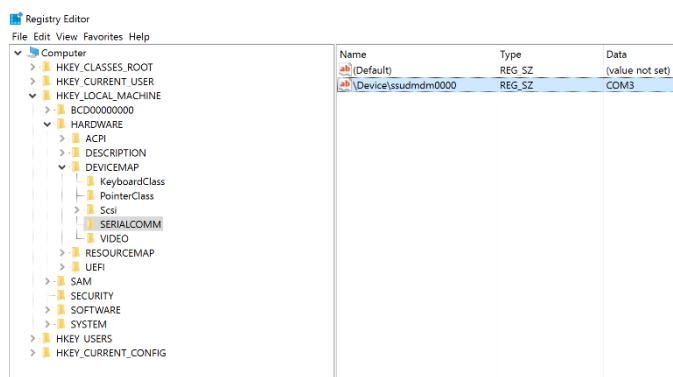 Registry Editor
File Edit View Favorites Help
Computer
HKEY_CLASSES_ROOT
HKEY_CURRENT_USER
HKEY_LOCAL_MACHINE
BCD00000000
HARDWARE
ACPI
DESCRIPTION
DEVICEMAP
KeyboardClass
PointerClass
Scsi
SERIALCOMM
VIDEO
RESOURCEMAP
UEFI
SAM
SECURITY
SOFTWARE
SYSTEM
HKEY_USERS
HKEY_CURRENT_CONFIG
Name Type Data
ab (Default) REG_SZ (value not set)
ab \Device\ssudmdm0000 REG_SZ COM3